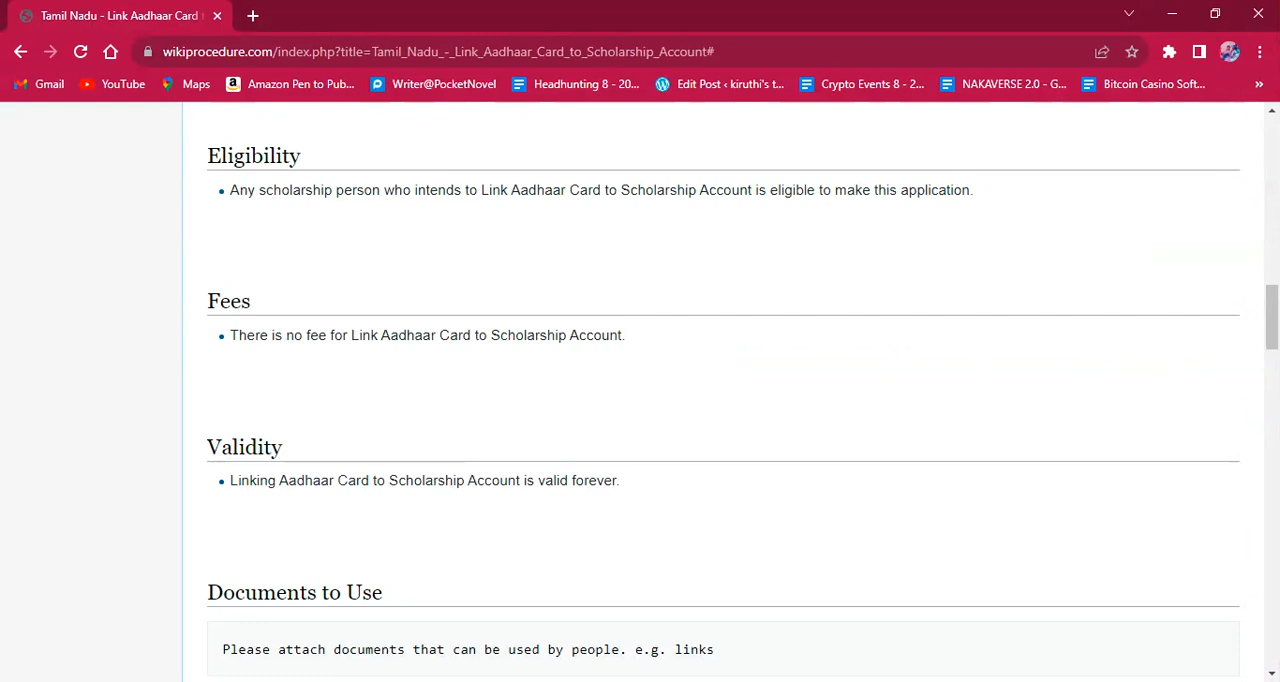 Tamil Nadu - Link Aadhaar Card
wikiprocedure.com/index.php?title=Tamil_Nadu_-_Link_Aadhaar_Card_to_Scholarship_Account#
Gmail YouTube Maps Amazon Pen to Pub... Writer@PocketNovel Headhunting 8 - 20... Edit Post ‹ kiruthi's t... Crypto Events 8 - 2... NAKAVERSE 2.0 - G... Bitcoin Casino Soft... »
Eligibility
Any scholarship person who intends to Link Aadhaar Card to Scholarship Account is eligible to make this application.
Fees
There is no fee for Link Aadhaar Card to Scholarship Account.
Validity
Linking Aadhaar Card to Scholarship Account is valid forever.
Documents to Use
Please attach documents that can be used by people. e.g. links